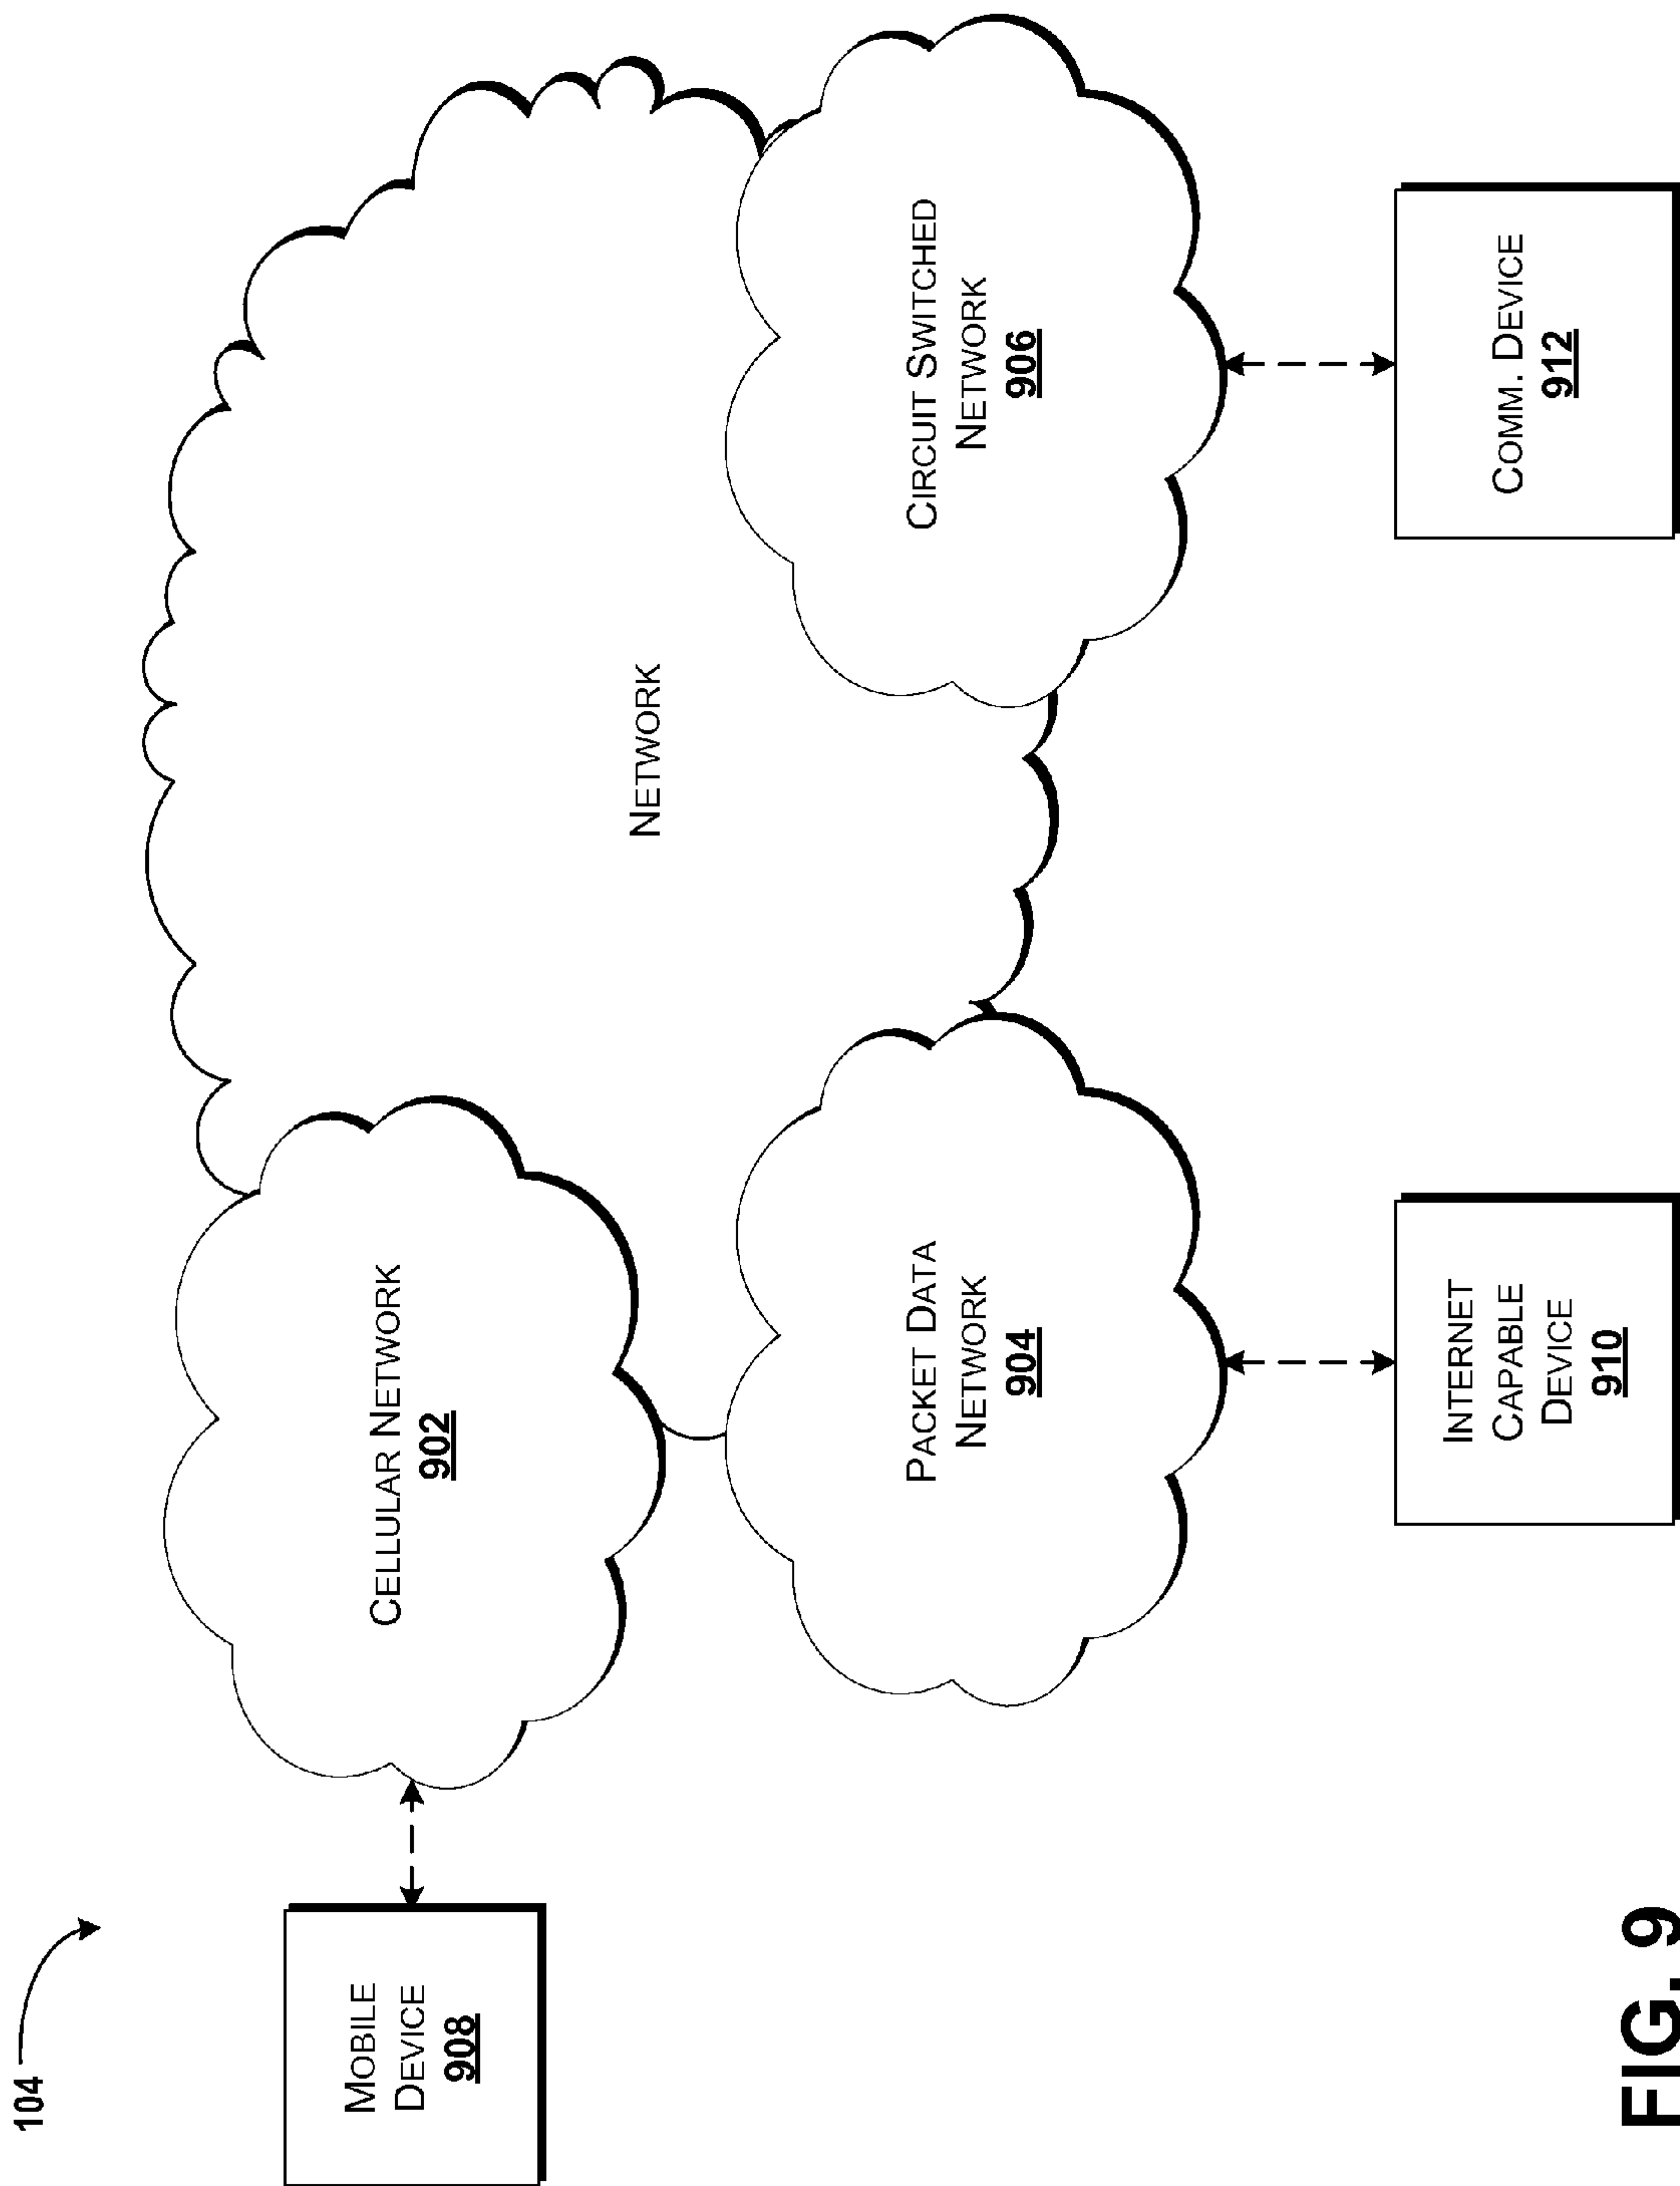 104
MOBILE
DEVICE
908
CELLULAR NETWORK
902
NETWORK
PACKET DATA
NETWORK
904
CIRCUIT SWITCHED
NETWORK
906
INTERNET
CAPABLE
DEVICE
910
COMM. DEVICE
912
FIG. 9